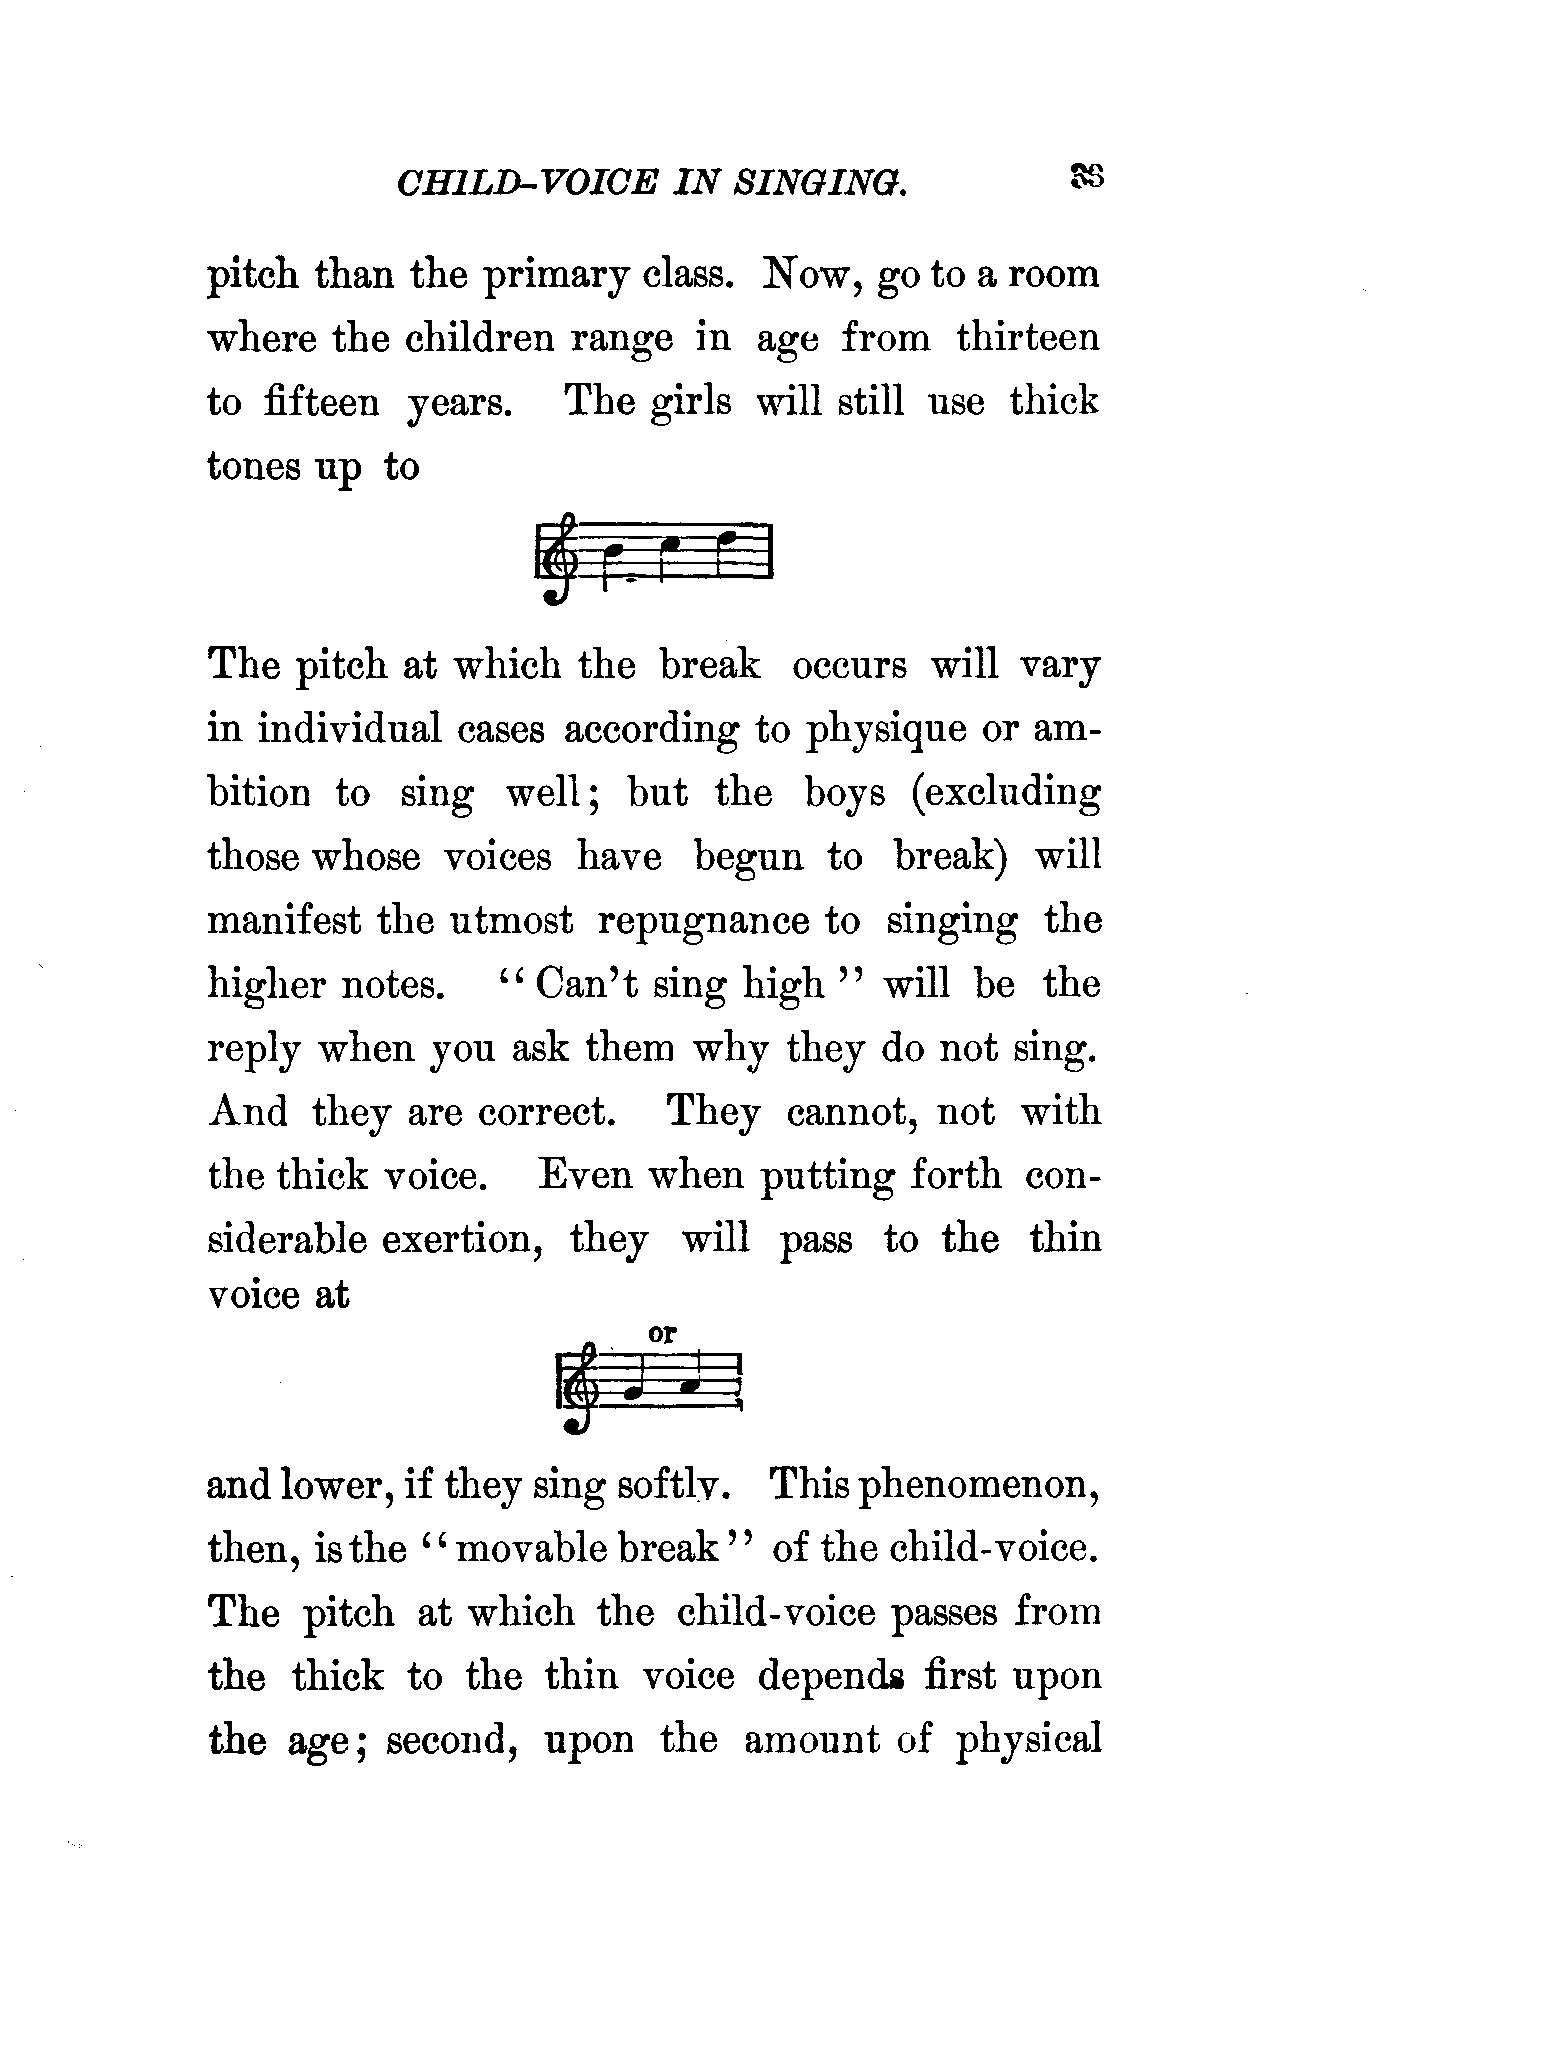 CHILD-VOICE IN SINGING.
pitch than the primary class. Now, go to a room
where the children range in age from thirteen
to fifteen years. The girls will still use thick
tones up to
The pitch at which the break occurs will vary
in individual cases according to physique or am-
bition to sing well; but the boys (excluding
those whose voices have begun to break) will
manifest the utmost repugnance to singing the
higher notes. "Can't sing high" will be the
reply when you ask them why they do not sing.
And they are correct. They cannot, not with
the thick voice. Even when putting forth con-
siderable exertion, they will pass to the thin
voice at
or
and lower, if they sing softly. This phenomenon,
then, is the "movable break" of the child-voice.
The pitch at which the child-voice passes from
the thick to the thin voice depends first upon
the age; second, upon the amount of physical